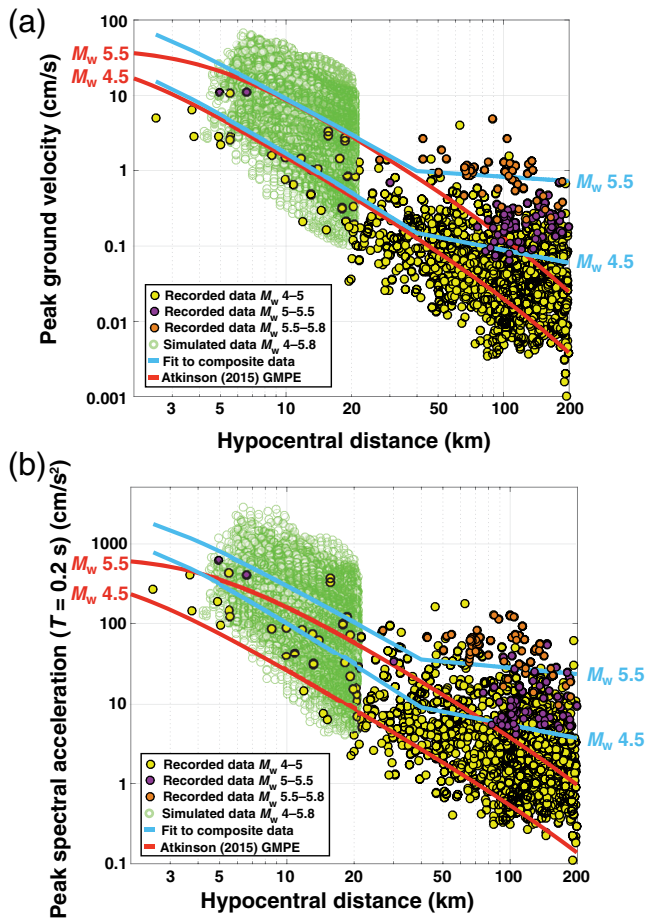 (a)
Peak ground velocity (cm/s)
100
10
1
0.1
0.01
0.001
Mw 5.5
Mw 4.5
Mw 5.5
Mw 4.5
Recorded data Mw 4–5
Recorded data Mw 5–5.5
Recorded data Mw 5.5–5.8
Simulated data Mw 4–5.8
Fit to composite data
Atkinson (2015) GMPE
3 5 10 20 50 100 200
Hypocentral distance (km)
(b)
Peak spectral acceleration (T = 0.2 s) (cm/s²)
1000
100
10
1
0.1
Mw 5.5
Mw 4.5
Mw 5.5
Mw 4.5
Recorded data Mw 4–5
Recorded data Mw 5–5.5
Recorded data Mw 5.5–5.8
Simulated data Mw 4–5.8
Fit to composite data
Atkinson (2015) GMPE
3 5 10 20 50 100 200
Hypocentral distance (km)